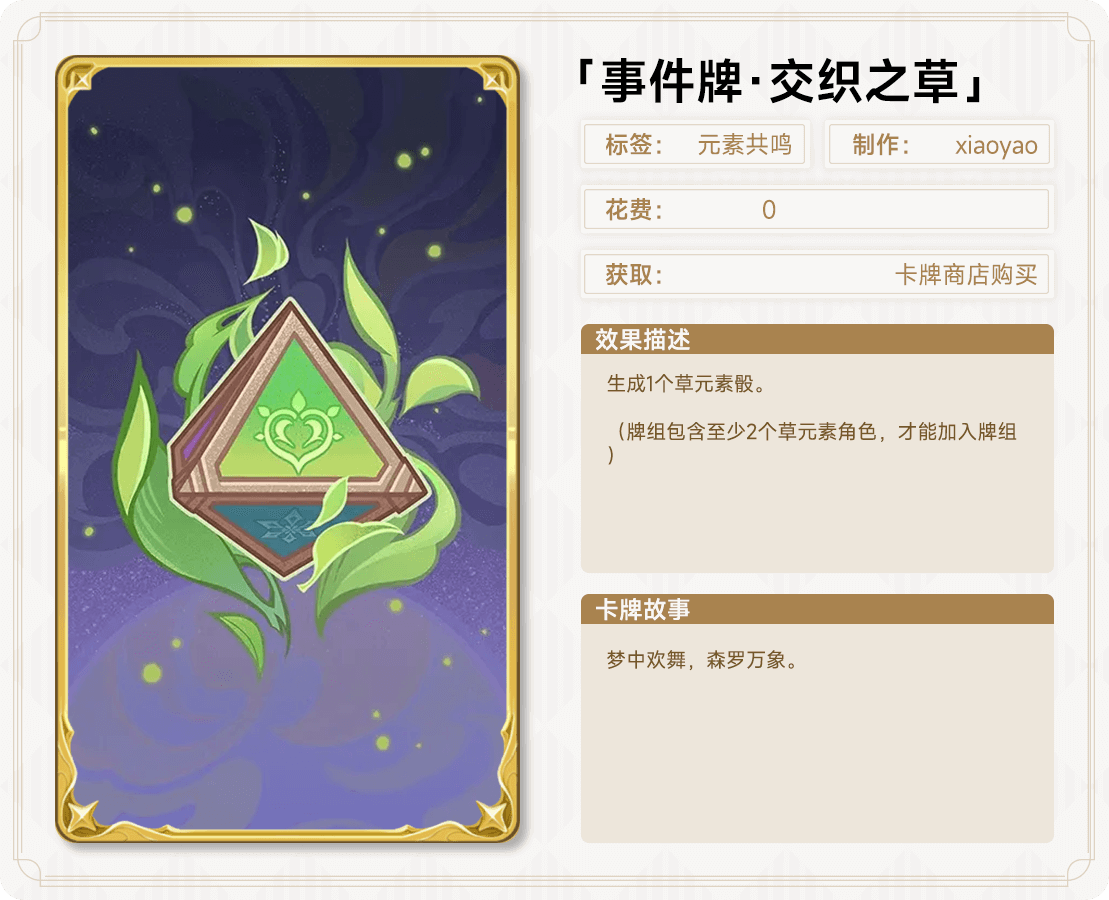 「事件牌·交织之草」
标签： 元素共鸣
制作： xiaoyao
花费： 0
获取： 卡牌商店购买
效果描述
生成1个草元素骰。
（牌组包含至少2个草元素角色，才能加入牌组
）
卡牌故事
梦中欢舞，森罗万象。